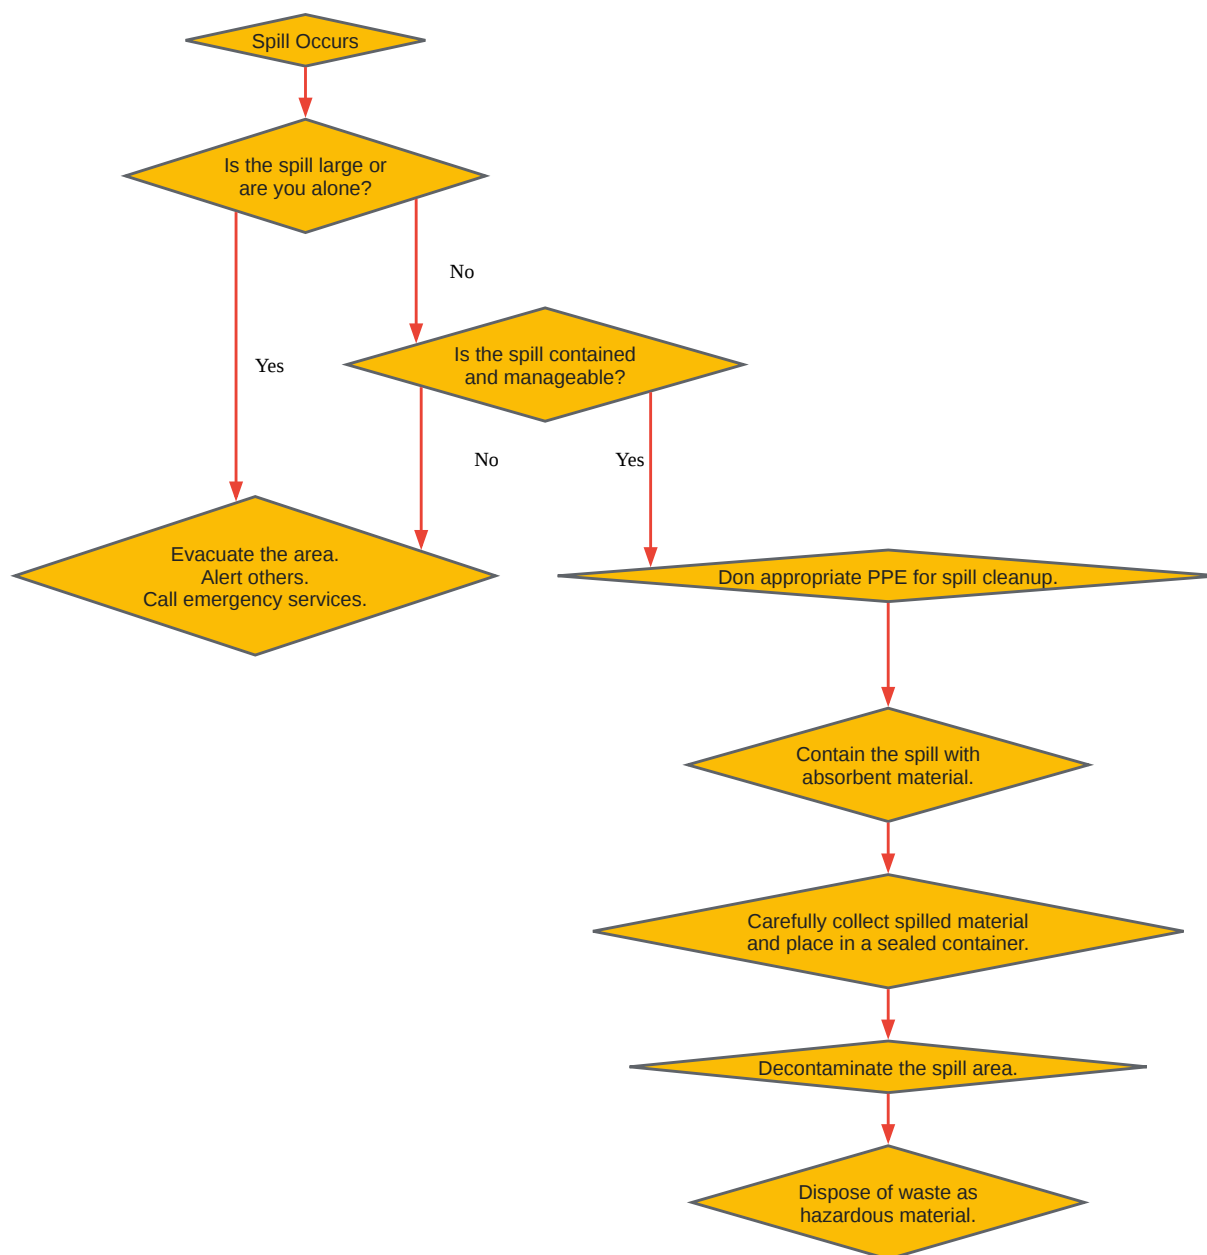 Spill Occurs
Is the spill large or
are you alone?
No
Is the spill contained
and manageable?
Yes
No
Yes
Evacuate the area.
Alert others.
Call emergency services.
Don appropriate PPE for spill cleanup.
Contain the spill with
absorbent material.
Carefully collect spilled material
and place in a sealed container.
Decontaminate the spill area.
Dispose of waste as
hazardous material.